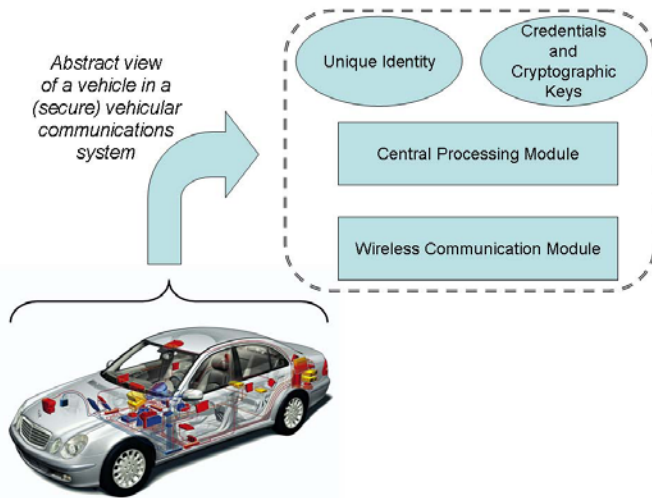 Abstract view
of a vehicle in a
(secure) vehicular
communications
system
Unique Identity
Credentials
and
Cryptographic
Keys
Central Processing Module
Wireless Communication Module